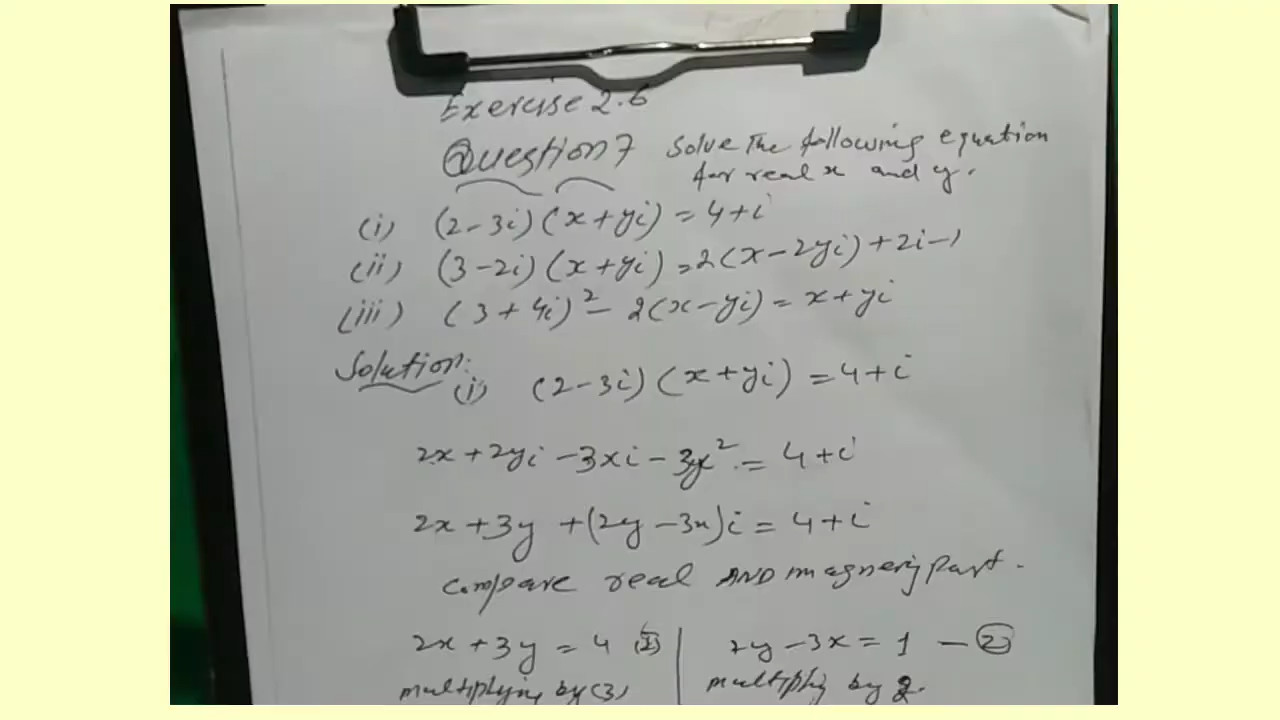 Exercise 2.6
Question 7 Solve The following equation
for real x and y.
(i) (2-3i)(x+yi) = 4+i
(ii) (3-2i)(x+yi) = 2(x-2yi)+2i-1
(iii) (3+4i)²- 2(x-yi) = x+yi
Solution:
(i) (2-3i)(x+yi) = 4+i
2x+2yi-3xi-3yi² = 4+i
2x+3y+(2y-3x)i = 4+i
Compare real AND imagnery part.
2x+3y = 4 (1) 2y-3x = 1 - (2)
multiplying by (3) multiplying by 2.